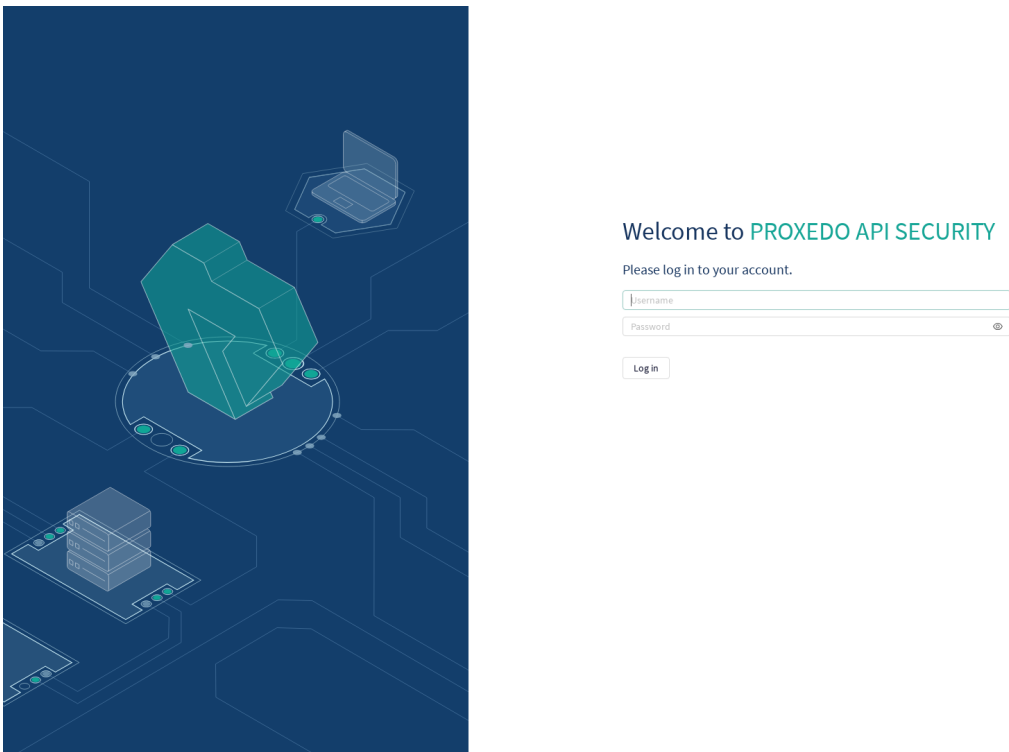 Welcome to PROXEDO API SECURITY
Please log in to your account.
Username
Password
Log in